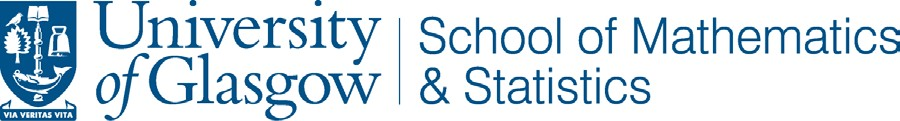 University
of Glasgow
School of Mathematics
& Statistics
VIA VERITAS VITA